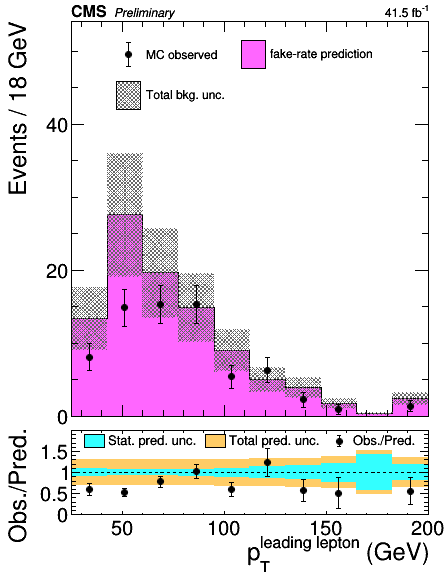 CMS Preliminary 41.5 fb⁻¹
MC observed
fake-rate prediction
Total bkg. unc.
Events / 18 GeV
40
20
0
Stat. pred. unc.
Total pred. unc.
Obs./Pred.
Obs./Pred.
1.5
1
0.5
0
50 100 150 200
p_T^leading lepton (GeV)